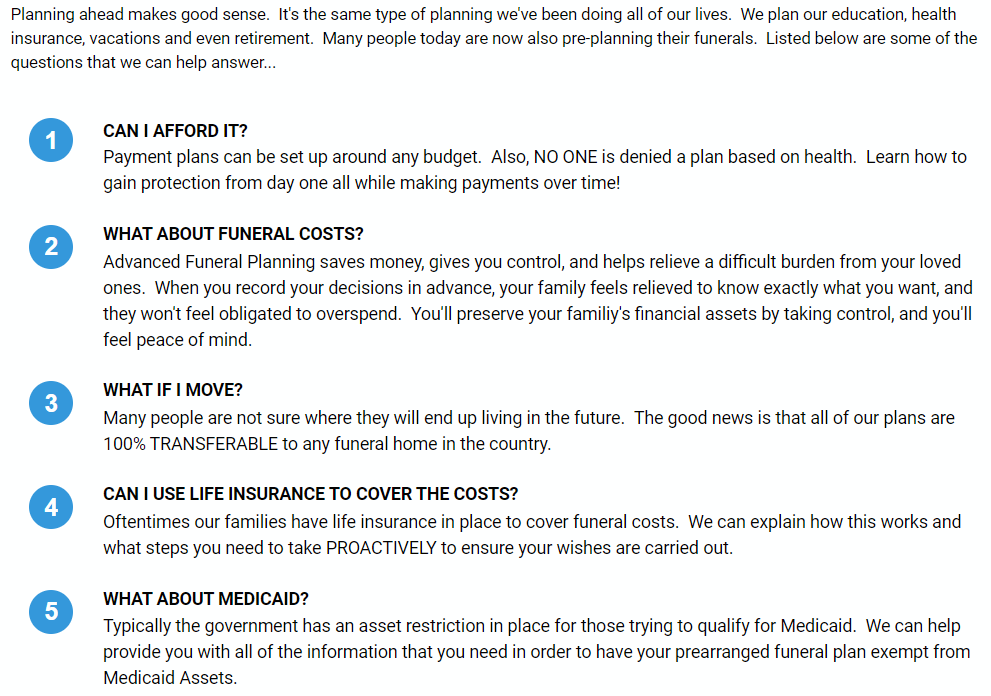 Planning ahead makes good sense.  It's the same type of planning we've been doing all of our lives.  We plan our education, health
insurance, vacations and even retirement.  Many people today are now also pre-planning their funerals.  Listed below are some of the
questions that we can help answer...
1
CAN I AFFORD IT?
Payment plans can be set up around any budget.  Also, NO ONE is denied a plan based on health.  Learn how to
gain protection from day one all while making payments over time!
2
WHAT ABOUT FUNERAL COSTS?
Advanced Funeral Planning saves money, gives you control, and helps relieve a difficult burden from your loved
ones.  When you record your decisions in advance, your family feels relieved to know exactly what you want, and
they won't feel obligated to overspend.  You'll preserve your familiy's financial assets by taking control, and you'll
feel peace of mind.
3
WHAT IF I MOVE?
Many people are not sure where they will end up living in the future.  The good news is that all of our plans are
100% TRANSFERABLE to any funeral home in the country.
4
CAN I USE LIFE INSURANCE TO COVER THE COSTS?
Oftentimes our families have life insurance in place to cover funeral costs.  We can explain how this works and
what steps you need to take PROACTIVELY to ensure your wishes are carried out.
5
WHAT ABOUT MEDICAID?
Typically the government has an asset restriction in place for those trying to qualify for Medicaid.  We can help
provide you with all of the information that you need in order to have your prearranged funeral plan exempt from
Medicaid Assets.